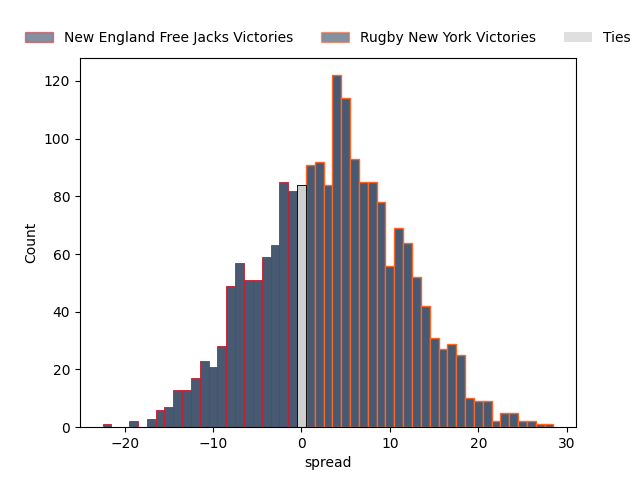 New England Free Jacks Victories Rugby New York Victories Ties
120
100
80
60
40
20
0
Count
−20 −10 0 10 20 30
spread